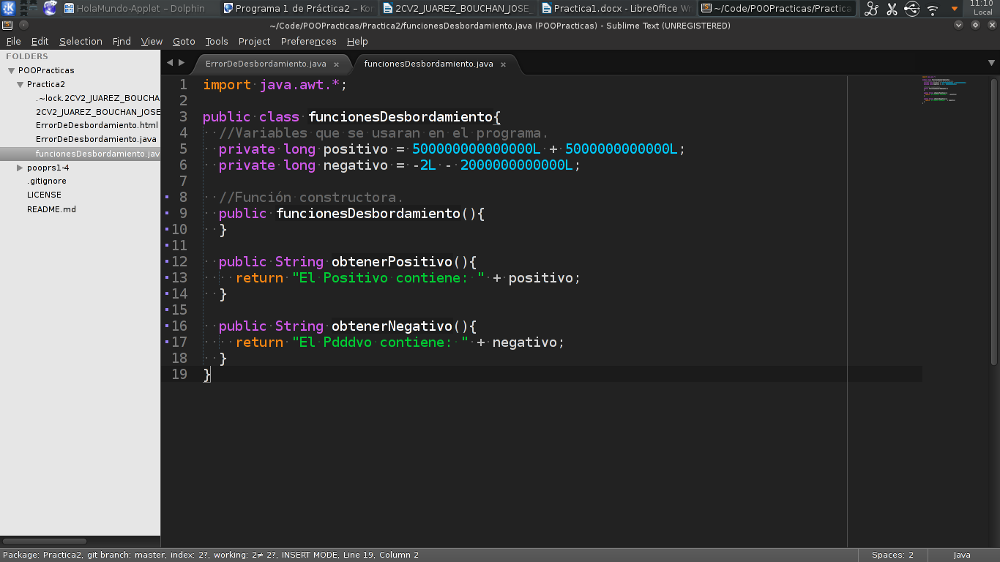 HolaMundo-Applet – Dolphin
Programa 1 de Práctica2 – Kor
2CV2_JUAREZ_BOUCHAN_JOSE_
Practica1.docx - LibreOffice Wr
~/Code/POOPracticas/Practica
11:10
Local
~/Code/POOPracticas/Practica2/funcionesDesbordamiento.java (POOPracticas) - Sublime Text (UNREGISTERED)
File Edit Selection Find View Goto Tools Project Preferences Help
FOLDERS
POOPracticas
Practica2
.~lock.2CV2_JUAREZ_BOUCHA
2CV2_JUAREZ_BOUCHAN_JOSE
ErrorDeDesbordamiento.html
ErrorDeDesbordamiento.java
funcionesDesbordamiento.jav
pooprs1-4
.gitignore
LICENSE
README.md
ErrorDeDesbordamiento.java ×
funcionesDesbordamiento.java ×
1 import java.awt.*;
2
3 public class funcionesDesbordamiento{
4 //Variables que se usaran en el programa.
5 private long positivo = 500000000000000L + 5000000000000L;
6 private long negativo = -2L - 2000000000000L;
7
8 //Función constructora.
9 public funcionesDesbordamiento(){
10 }
11
12 public String obtenerPositivo(){
13 return "El Positivo contiene: " + positivo;
14 }
15
16 public String obtenerNegativo(){
17 return "El Pdddvo contiene: " + negativo;
18 }
19 }
Package: Practica2, git branch: master, index: 2?, working: 2≠ 2?, INSERT MODE, Line 19, Column 2
Spaces: 2
Java